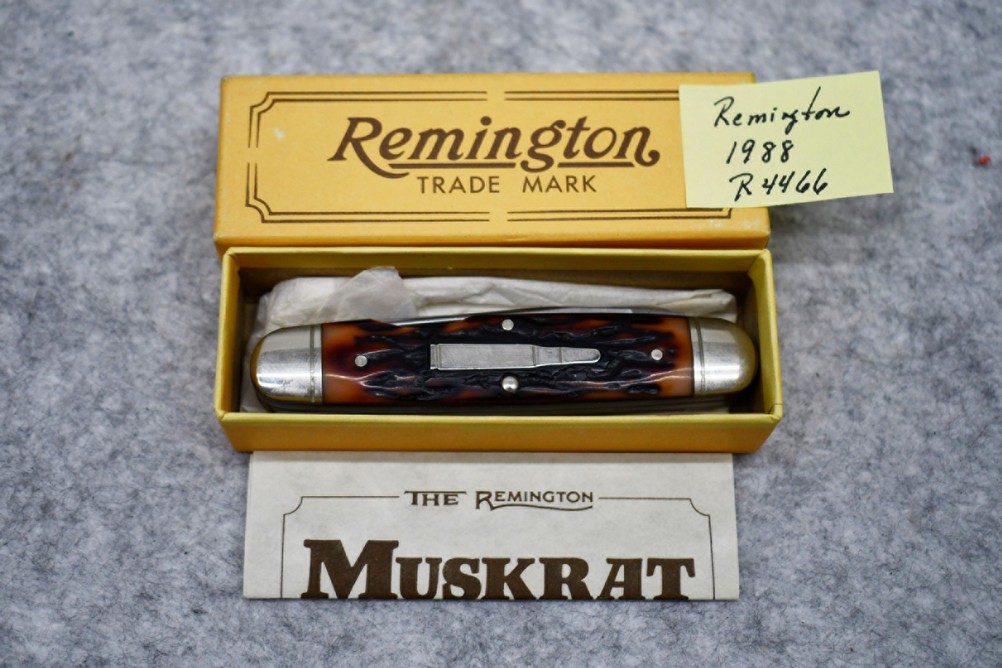 Remington
TRADE MARK
Remington
1988
R4466
THE REMINGTON
MUSKRAT